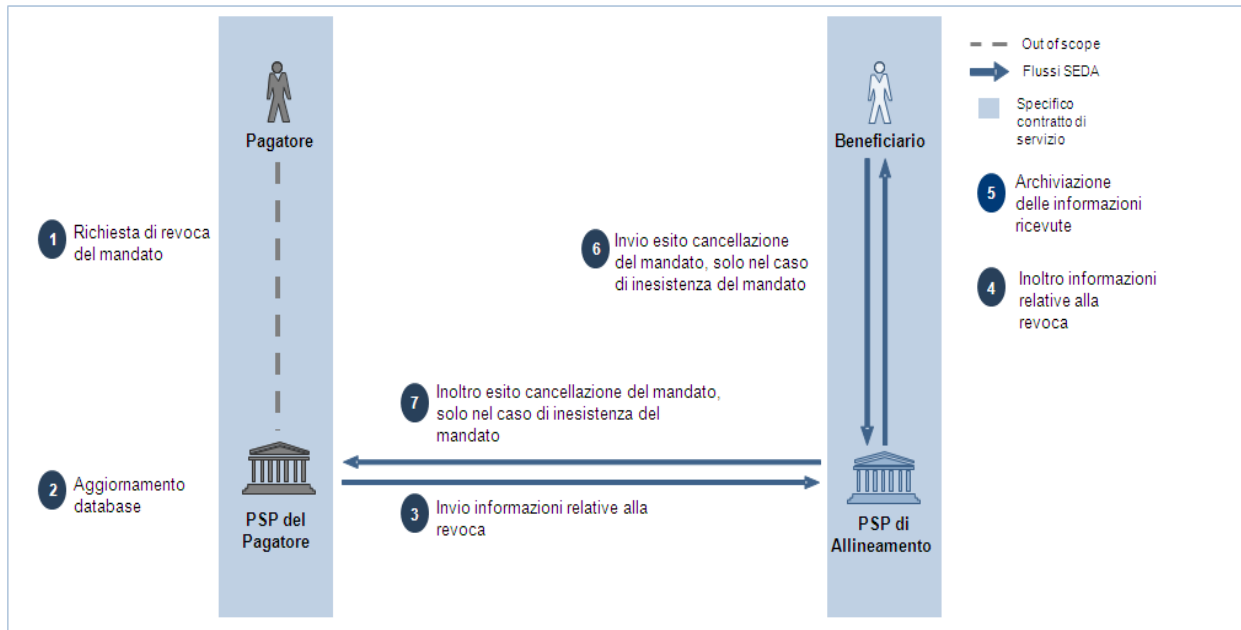 Out of scope
Flussi SEDA
Specifico
contratto di
servizio
Pagatore
Beneficiario
1
Richiesta di revoca
del mandato
6
Invio esito cancellazione
del mandato, solo nel caso
di inesistenza del mandato
5
Archiviazione
delle informazioni
ricevute
4
Inoltro informazioni
relative alla
revoca
7
Inoltro esito cancellazione del mandato,
solo nel caso di inesistenza del
mandato
2
Aggiornamento
database
3
Invio informazioni relative alla
revoca
PSP del
Pagatore
PSP di
Allineamento